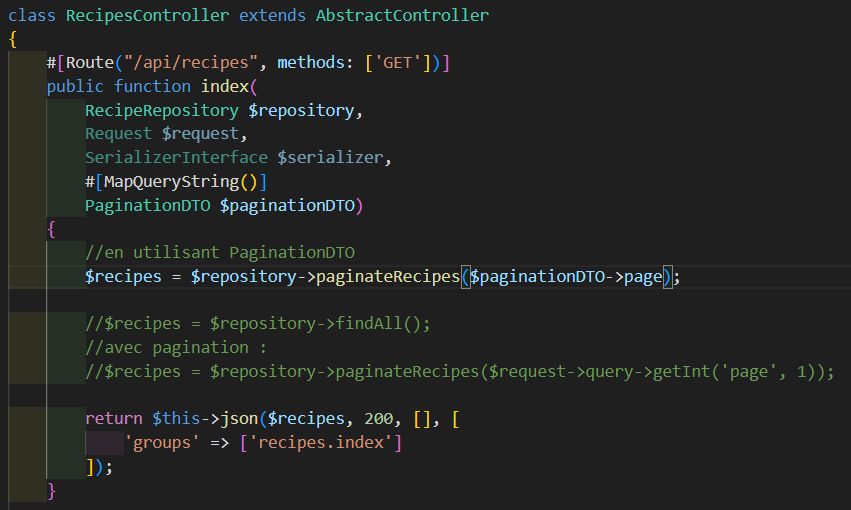 class RecipesController extends AbstractController
{
#[Route("/api/recipes", methods: ['GET'])]
public function index(
RecipeRepository $repository,
Request $request,
SerializerInterface $serializer,
#[MapQueryString()]
PaginationDTO $paginationDTO)
{
//en utilisant PaginationDTO
$recipes = $repository->paginateRecipes($paginationDTO->page);
//$recipes = $repository->findAll();
//avec pagination :
//$recipes = $repository->paginateRecipes($request->query->getInt('page', 1));
return $this->json($recipes, 200, [], [
'groups' => ['recipes.index']
]);
}